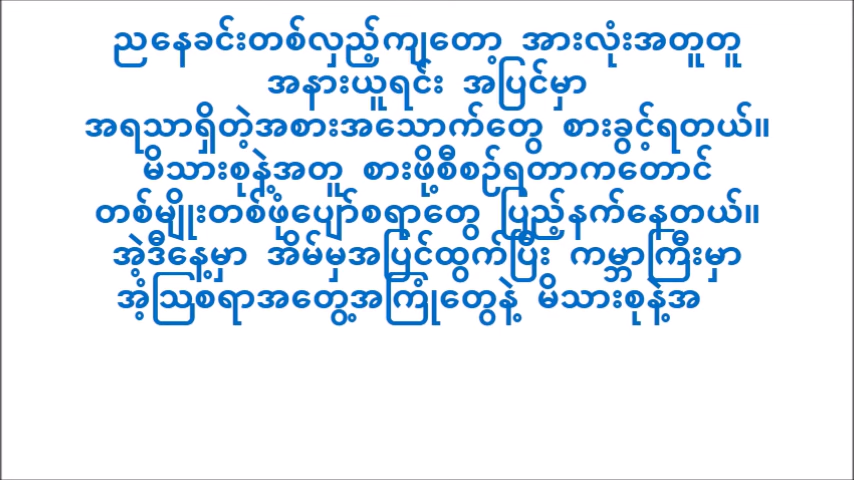 ညနေခင်းတစ်လှည့်ကျတော့ အားလုံးအတူတူ
အနားယူရင်း အပြင်မှာ
အရသာရှိတဲ့အစားအသောက်တွေ စားခွင့်ရတယ်။
မိသားစုနဲ့အတူ စားဖို့စီစဉ်ရတာကတောင်
တစ်မျိုးတစ်ဖုံပျော်စရာတွေ ပြည့်နက်နေတယ်။
အဲ့ဒီနေ့မှာ အိမ်မှအပြင်ထွက်ပြီး ကမ္ဘာကြီးမှာ
အံ့ဩစရာအတွေ့အကြုံတွေနဲ့ မိသားစုနဲ့အ